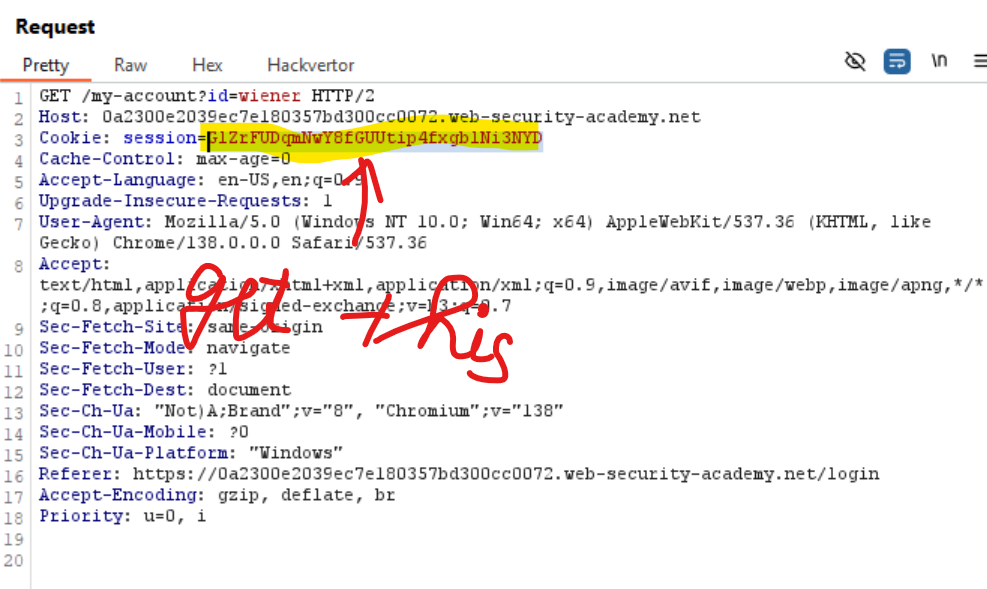 Request
Pretty Raw Hex Hackvertor \n
1 GET /my-account?id=wiener HTTP/2
2 Host: 0a2300e2039ec7e180357bd300cc0072.web-security-academy.net
3 Cookie: session=GlZrFUDqmNwY8fGUUtip4fxgblNi3NYD
4 Cache-Control: max-age=0
5 Accept-Language: en-US,en;q=0.9
6 Upgrade-Insecure-Requests: 1
7 User-Agent: Mozilla/5.0 (Windows NT 10.0; Win64; x64) AppleWebKit/537.36 (KHTML, like
Gecko) Chrome/138.0.0.0 Safari/537.36
8 Accept:
text/html,application/xhtml+xml,application/xml;q=0.9,image/avif,image/webp,image/apng,*/*
;q=0.8,application/signed-exchange;v=b3;q=0.7
get this
9 Sec-Fetch-Site: same-origin
10 Sec-Fetch-Mode: navigate
11 Sec-Fetch-User: ?1
12 Sec-Fetch-Dest: document
13 Sec-Ch-Ua: "Not)A;Brand";v="8", "Chromium";v="138"
14 Sec-Ch-Ua-Mobile: ?0
15 Sec-Ch-Ua-Platform: "Windows"
16 Referer: https://0a2300e2039ec7e180357bd300cc0072.web-security-academy.net/login
17 Accept-Encoding: gzip, deflate, br
18 Priority: u=0, i
19
20